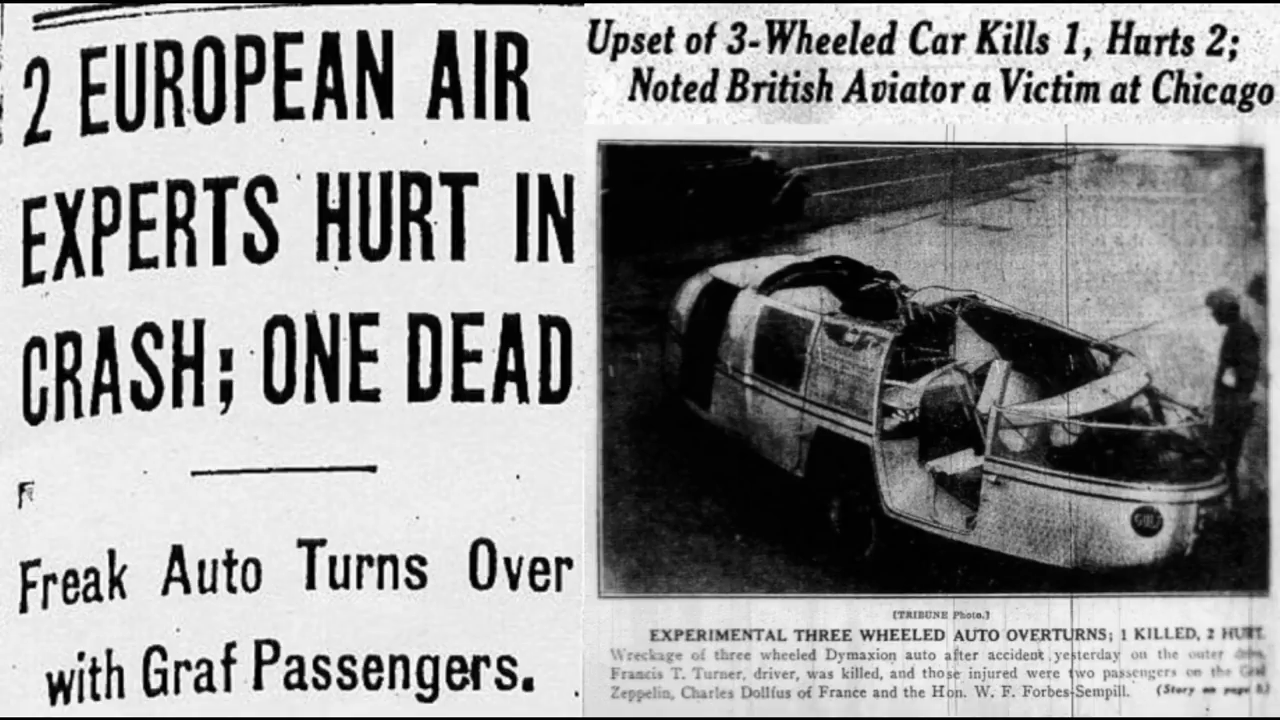 2 EUROPEAN AIR
EXPERTS HURT IN
CRASH; ONE DEAD
Freak Auto Turns Over
with Graf Passengers.
Upset of 3-Wheeled Car Kills 1, Hurts 2;
Noted British Aviator a Victim at Chicago
[TRIBUNE Photo.]
EXPERIMENTAL THREE WHEELED AUTO OVERTURNS; 1 KILLED, 2 HURT.
Wreckage of three wheeled Dymaxion auto after accident yesterday on the outer drive.
Francis T. Turner, driver, was killed, and those injured were two passengers on the Graf
Zeppelin, Charles Dollfus of France and the Hon. W. F. Forbes-Sempill. (Story on page